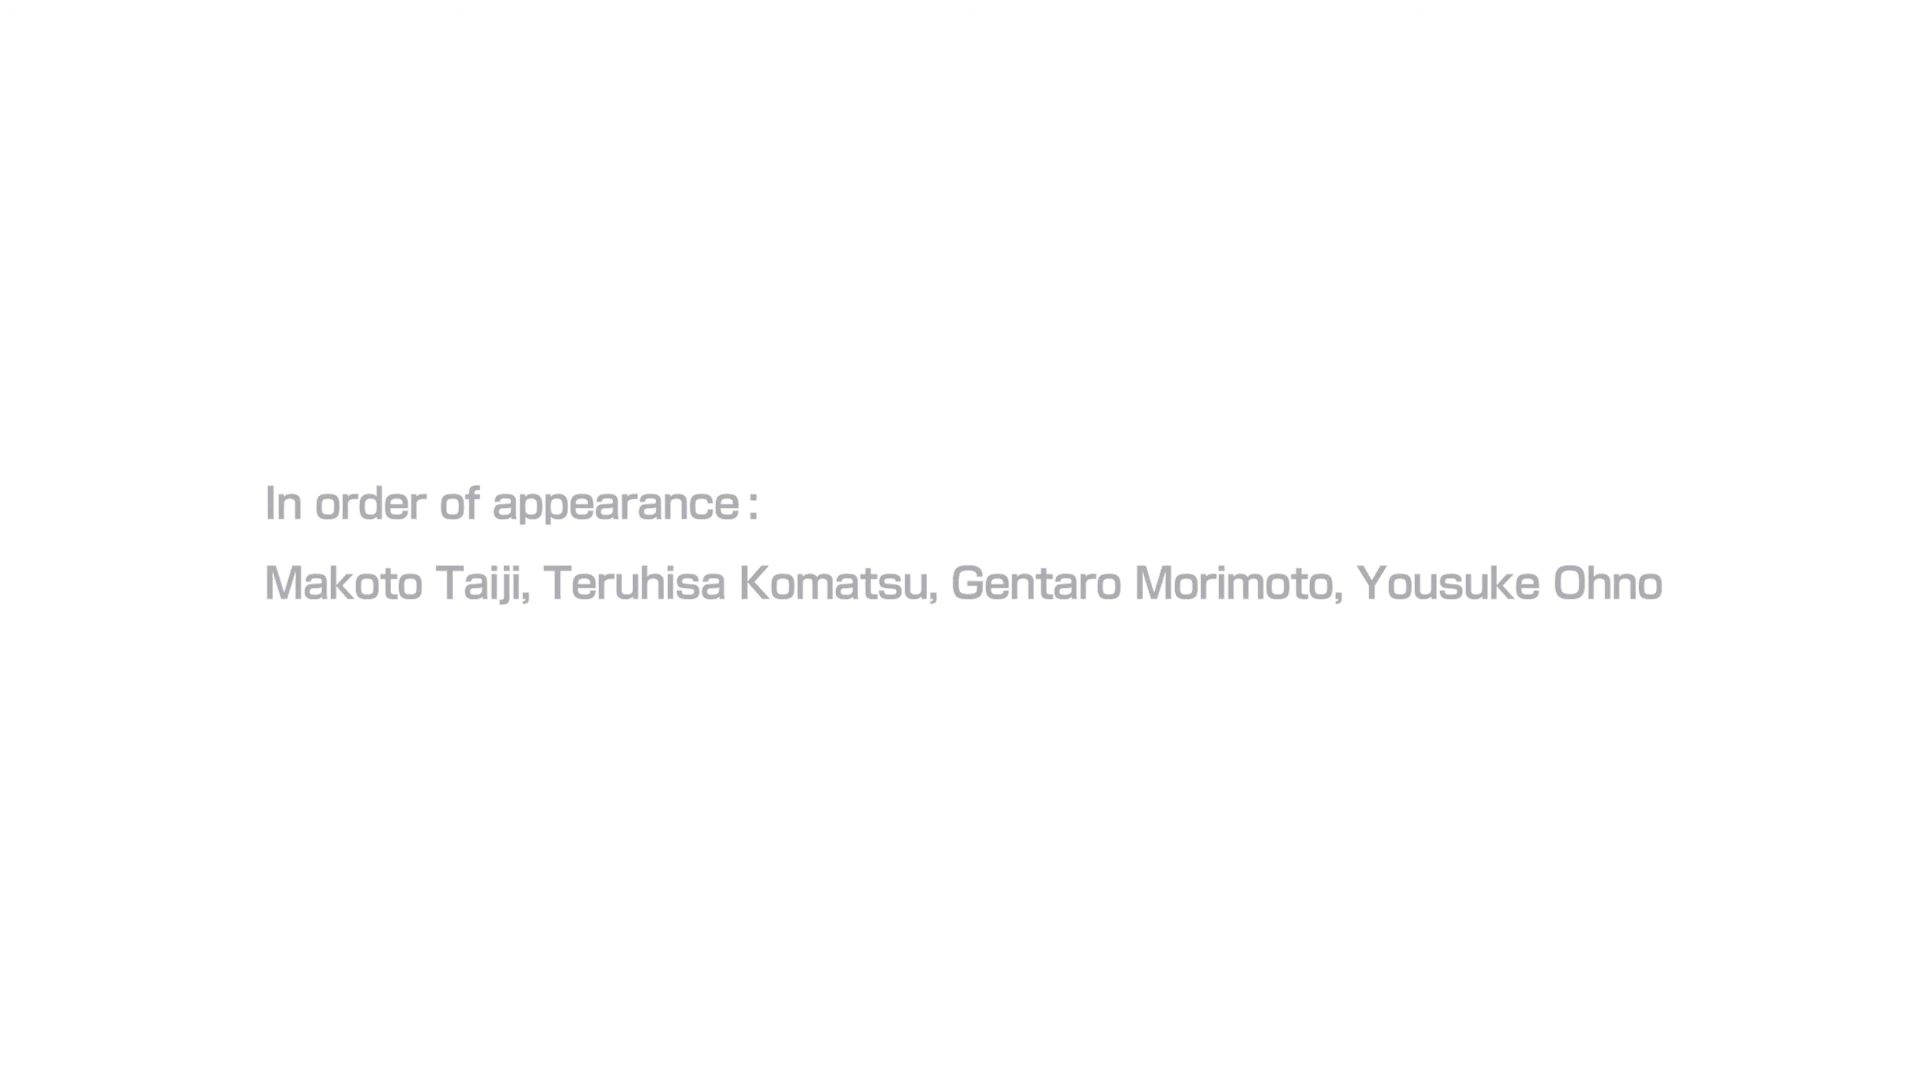 In order of appearance :
Makoto Taiji, Teruhisa Komatsu, Gentaro Morimoto, Yousuke Ohno